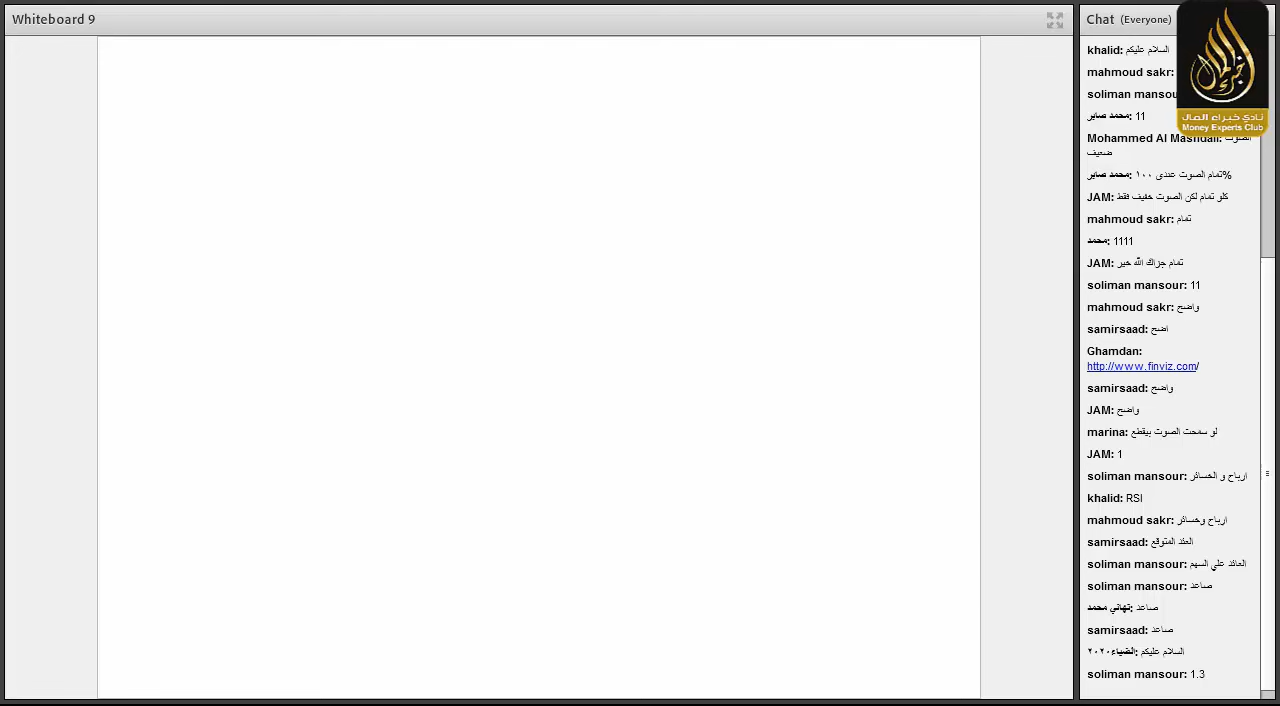 Whiteboard 9
Chat (Everyone)
نادي خبراء المال
Money Experts Club
khalid: السلام عليكم
mahmoud sakr:
soliman mansou
محمد صابر: 11
Mohammed Al Mashdali: الصوت
ضعيف
محمد صابر: تمام الصوت عندى ١٠٠%
JAM: كلو تمام لكن الصوت خفيف فقط
mahmoud sakr: تمام
محمد: 1111
JAM: تمام جزاك الله خير
soliman mansour: 11
mahmoud sakr: واضح
samirsaad: اضح
Ghamdan:
http://www.finviz.com/
samirsaad: واضح
JAM: واضح
marina: لو سمحت الصوت بيقطع
JAM: 1
soliman mansour: ارباح و الخسائر
khalid: RSI
mahmoud sakr: ارباح وخسائر
samirsaad: العئد المتوقع
soliman mansour: العائد علي السهم
soliman mansour: صاعد
تهاني محمد: صاعد
samirsaad: صاعد
الضياء٢٠٢٠: السلام عليكم
soliman mansour: 1.3